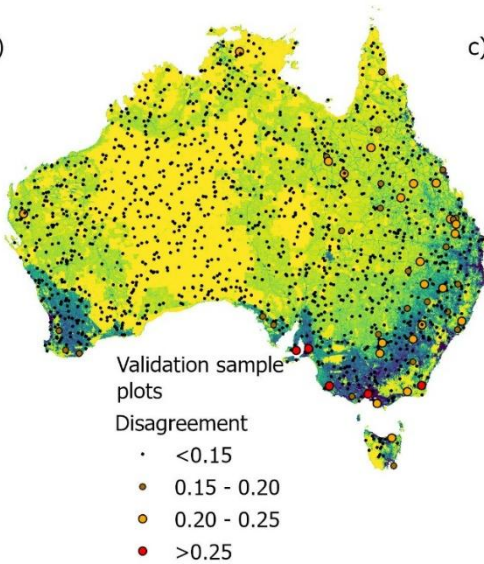 )
c)
Validation sample
plots
Disagreement
<0.15
0.15 - 0.20
0.20 - 0.25
>0.25